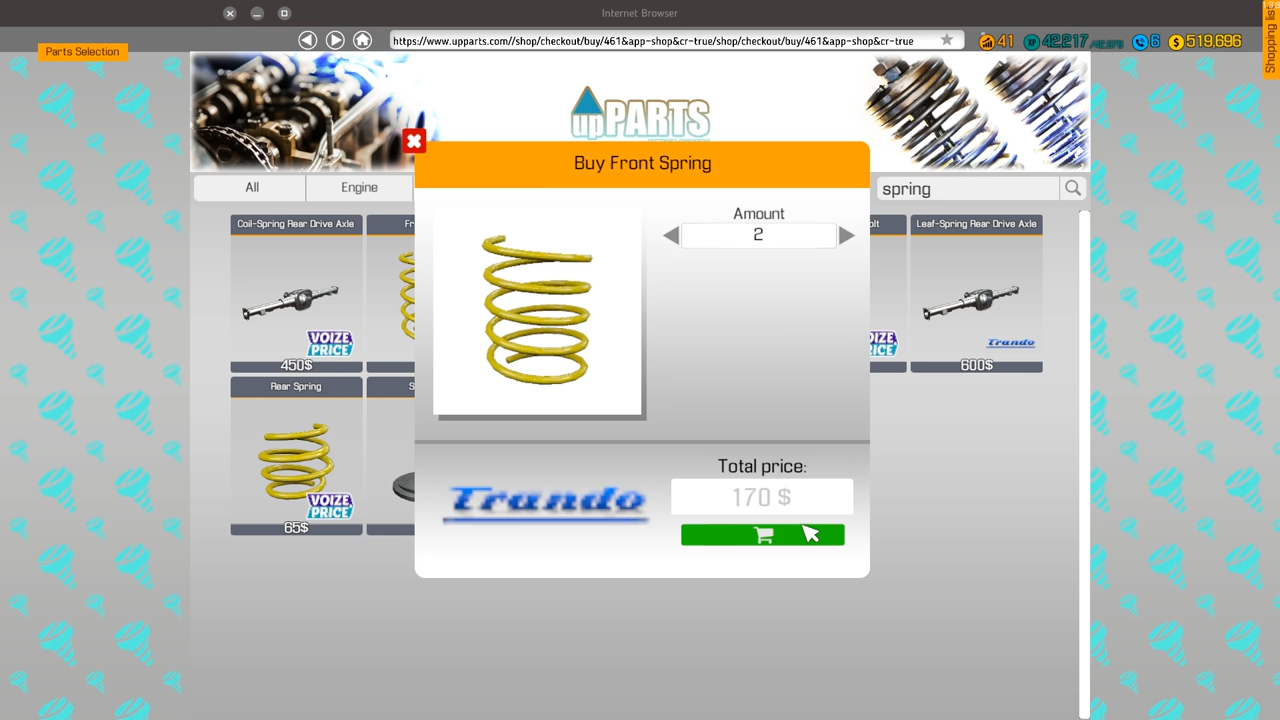 Internet Browser
Shopping list
Parts Selection
https://www.upparts.com//shop/checkout/buy/461&app-shop&cr-true/shop/checkout/buy/461&app-shop&cr-true
41
42,217
6
519,696
upPARTS
Buy Front Spring
All
Engine
spring
Coil-Spring Rear Drive Axle
Fr
olt
Leaf-Spring Rear Drive Axle
Amount
2
VOIZE
PRICE
Trando
450$
600$
Rear Spring
S
Total price:
170 $
Trando
VOIZE
PRICE
65$